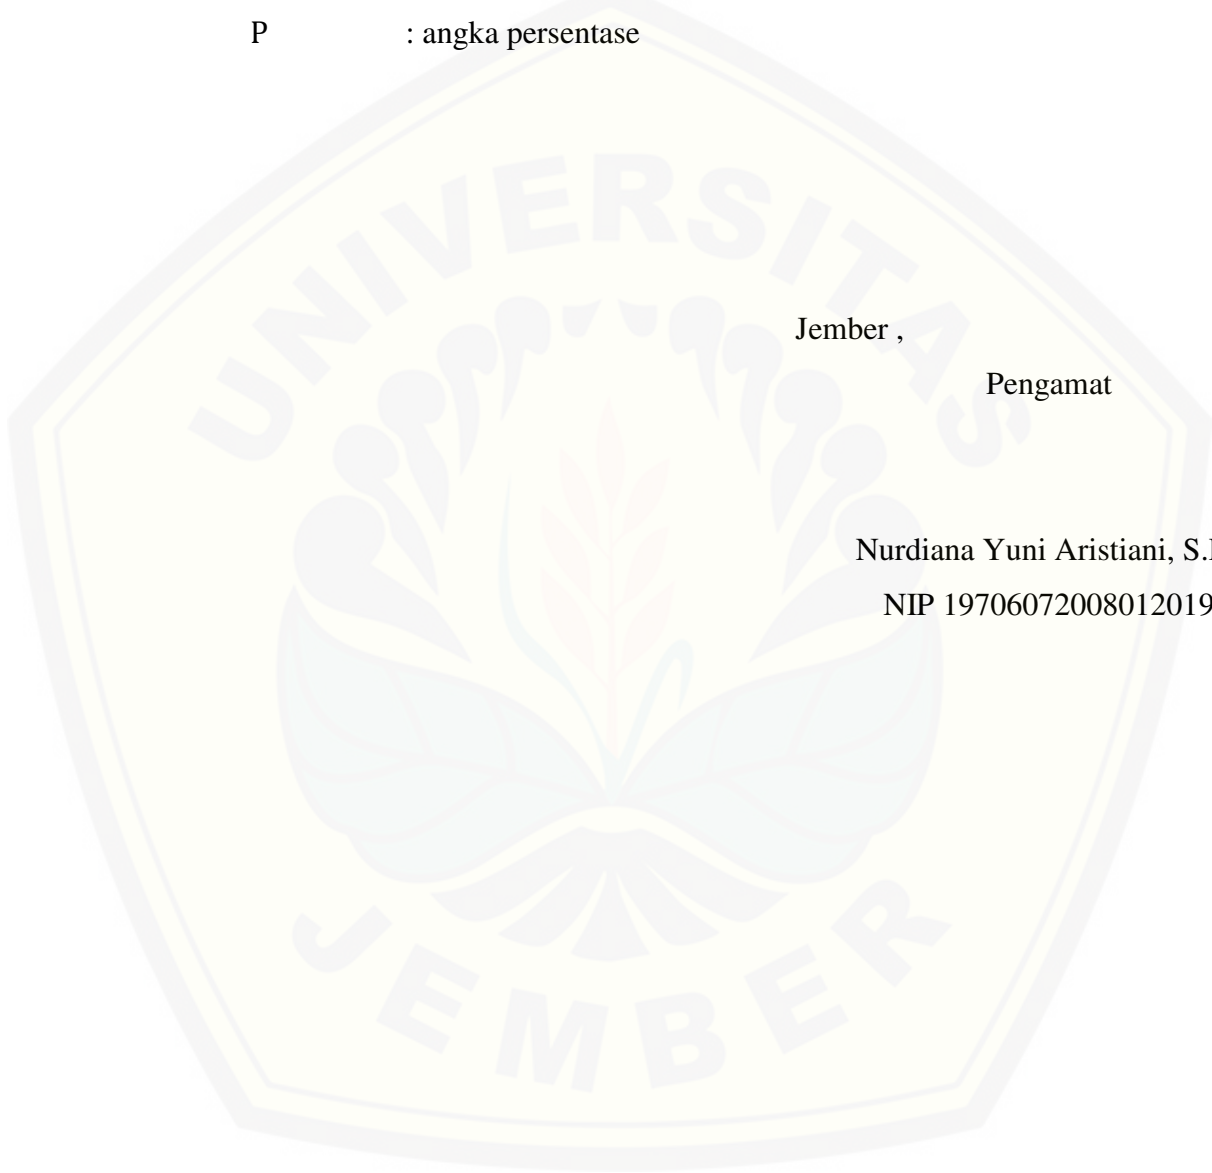 P : angka persentase
UNIVERSITAS
Jember ,
Pengamat
Nurdiana Yuni Aristiani, S.
NIP 19706072008012019
JEMBER